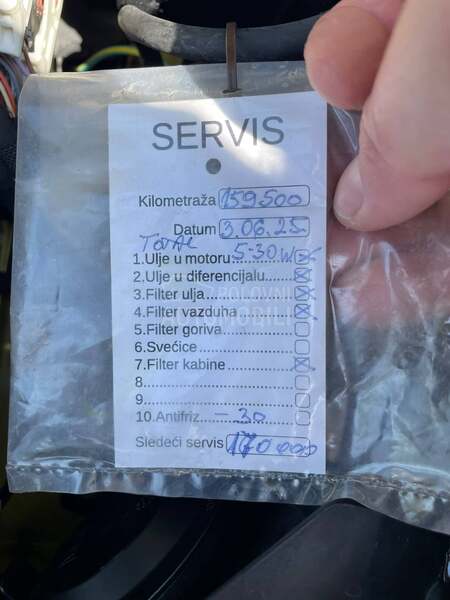 SERVIS
Kilometraža 159.500
Datum 3.06.25.
TOTAL 5-30W
1.Ulje u motoru
2.Ulje u diferencijalu
3.Filter ulja
4.Filter vazduha
5.Filter goriva
6.Svećice
7.Filter kabine
8
9
10.Antifriz -30
Sledeći servis 170000
POLOVNI